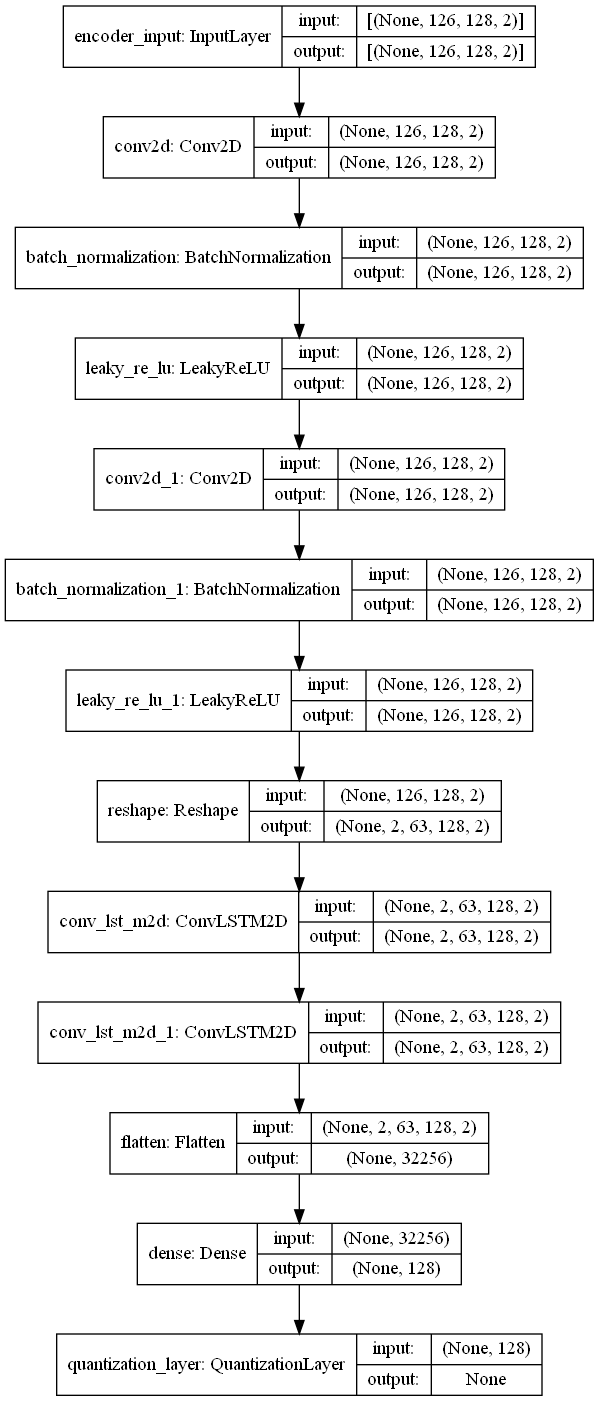 encoder_input: InputLayer
input: [(None, 126, 128, 2)]
output: [(None, 126, 128, 2)]
conv2d: Conv2D
input: (None, 126, 128, 2)
output: (None, 126, 128, 2)
batch_normalization: BatchNormalization
input: (None, 126, 128, 2)
output: (None, 126, 128, 2)
leaky_re_lu: LeakyReLU
input: (None, 126, 128, 2)
output: (None, 126, 128, 2)
conv2d_1: Conv2D
input: (None, 126, 128, 2)
output: (None, 126, 128, 2)
batch_normalization_1: BatchNormalization
input: (None, 126, 128, 2)
output: (None, 126, 128, 2)
leaky_re_lu_1: LeakyReLU
input: (None, 126, 128, 2)
output: (None, 126, 128, 2)
reshape: Reshape
input: (None, 126, 128, 2)
output: (None, 2, 63, 128, 2)
conv_lst_m2d: ConvLSTM2D
input: (None, 2, 63, 128, 2)
output: (None, 2, 63, 128, 2)
conv_lst_m2d_1: ConvLSTM2D
input: (None, 2, 63, 128, 2)
output: (None, 2, 63, 128, 2)
flatten: Flatten
input: (None, 2, 63, 128, 2)
output: (None, 32256)
dense: Dense
input: (None, 32256)
output: (None, 128)
quantization_layer: QuantizationLayer
input: (None, 128)
output: None